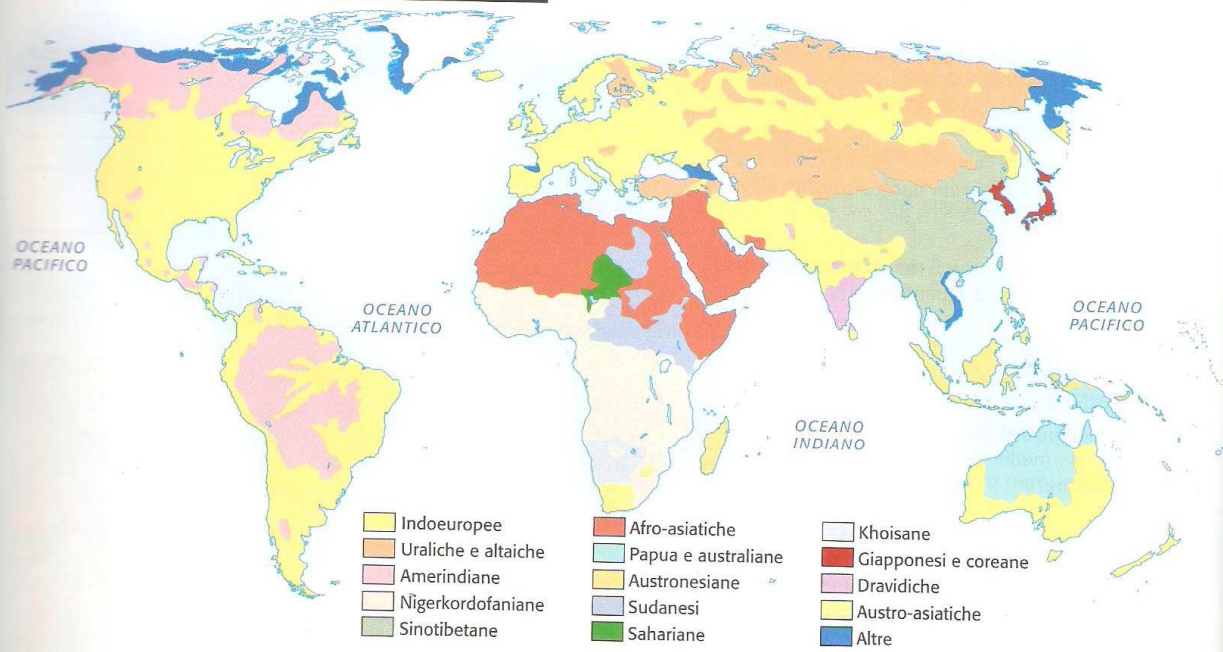 OCEANO
PACIFICO
OCEANO
ATLANTICO
OCEANO
PACIFICO
OCEANO
INDIANO
Indoeuropee
Uraliche e altaiche
Amerindiane
Nigerkordofaniane
Sinotibetane
Afro-asiatiche
Papua e australiane
Austronesiane
Sudanesi
Sahariane
Khoisane
Giapponesi e coreane
Dravidiche
Austro-asiatiche
Altre